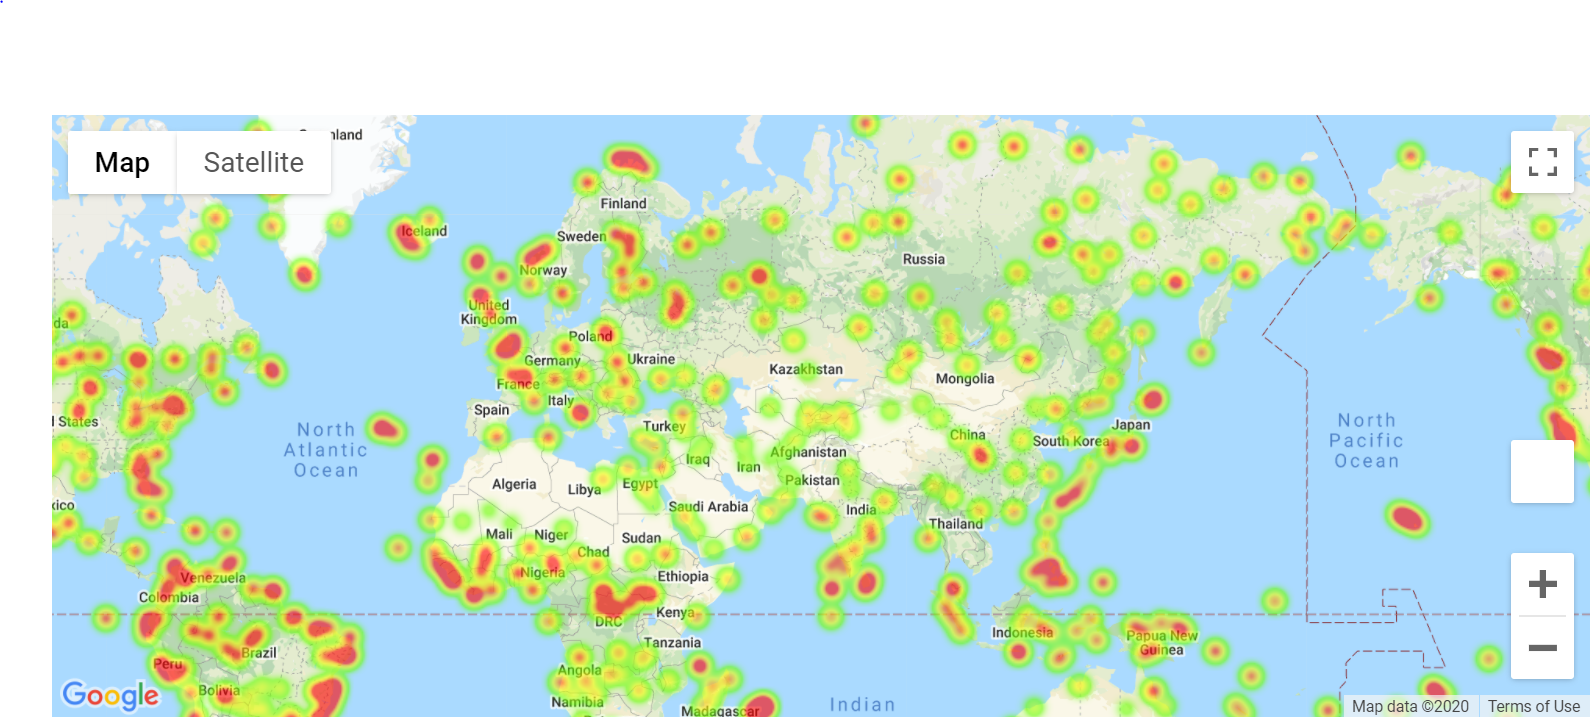 nland
Map
Satellite
Iceland
Finland
Sweden
Norway
Russia
United
Kingdom
Poland
Germany
Ukraine
France
Kazakhstan
Mongolia
Italy
Spain
Turkey
da
l States
North
Atlantic
Ocean
China
South Korea
Japan
North
Pacific
Ocean
Iraq
Iran
Afghanistan
Pakistan
Algeria
Libya
Egypt
Saudi Arabia
India
xico
Thailand
Mali
Niger
Chad
Sudan
Nigeria
Ethiopia
Venezuela
Colombia
DRC
Kenya
Tanzania
Indonesia
Papua New
Guinea
Brazil
Peru
Angola
Bolivia
Namibia
Madagascar
Indian
Google
Map data ©2020
Terms of Use